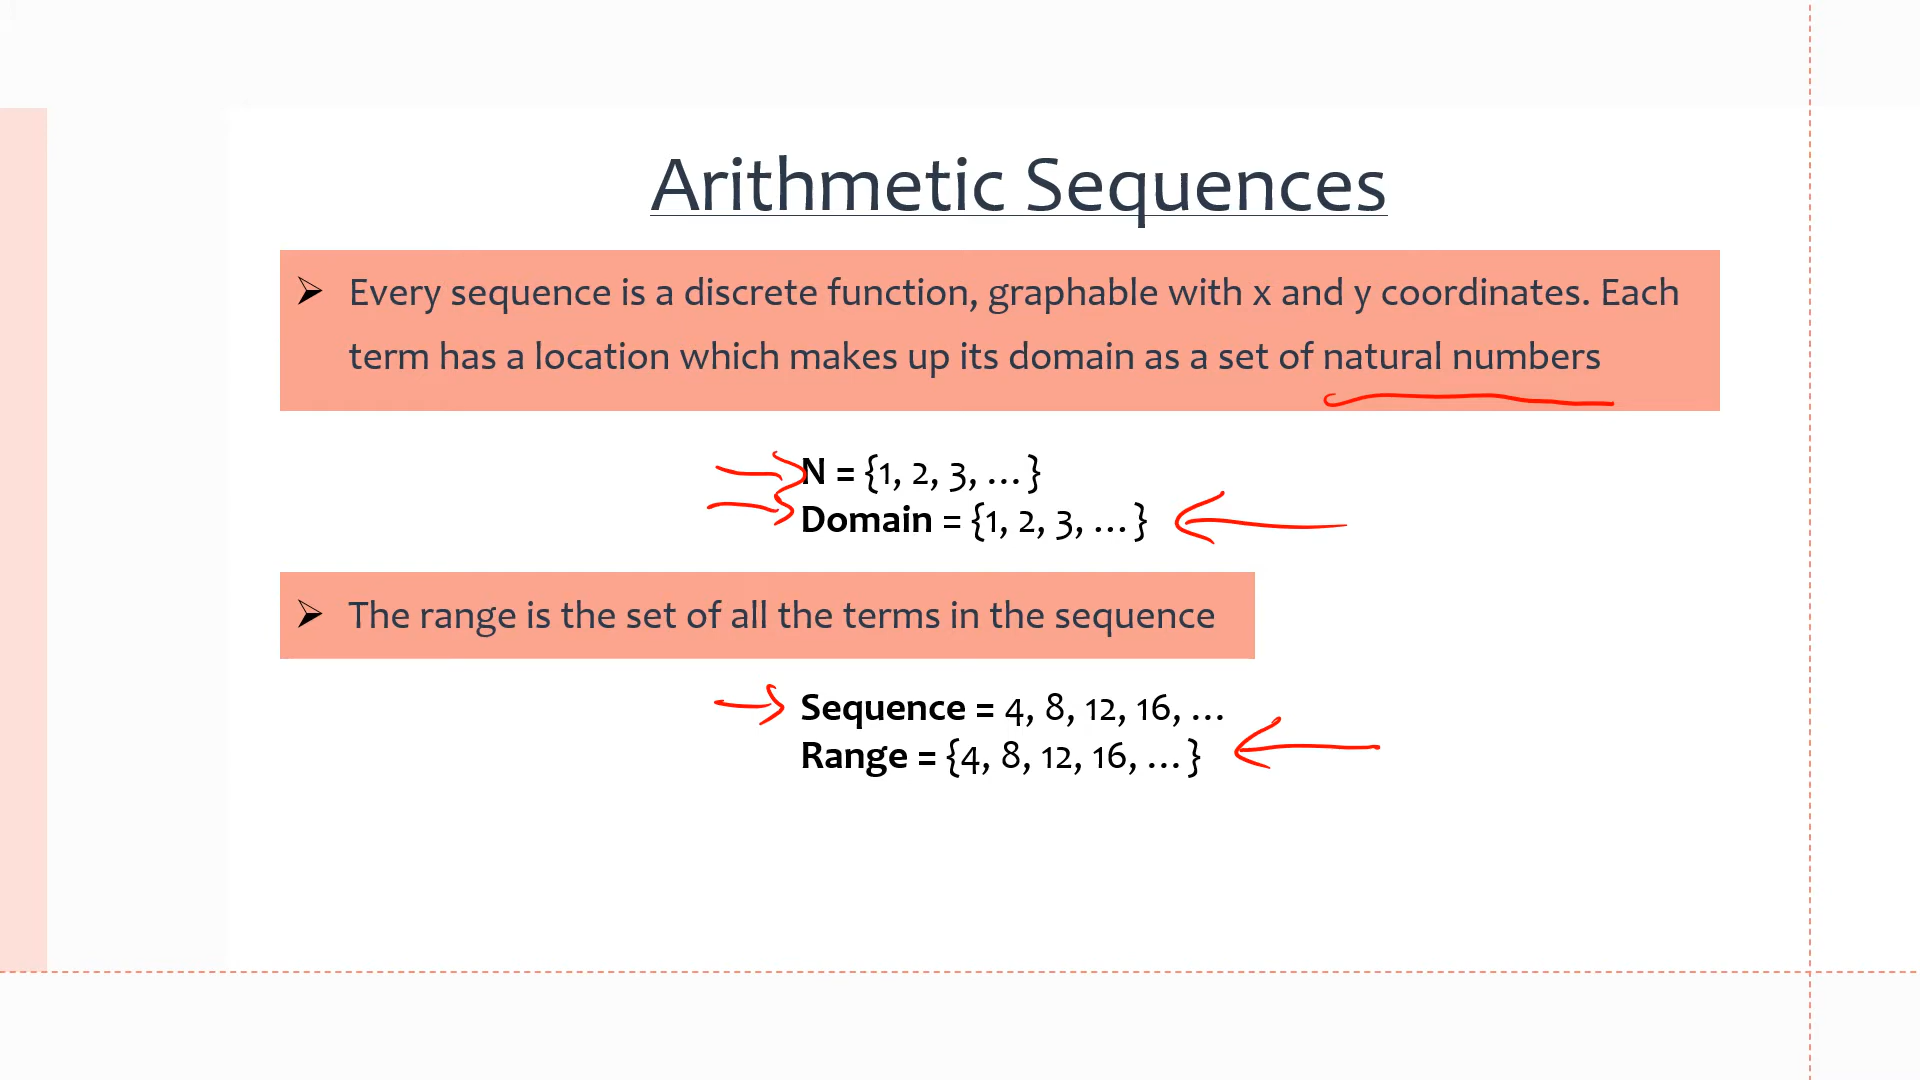 Arithmetic Sequences
➢ Every sequence is a discrete function, graphable with x and y coordinates. Each
term has a location which makes up its domain as a set of natural numbers
N = {1, 2, 3, …}
Domain = {1, 2, 3, …}
➢ The range is the set of all the terms in the sequence
Sequence = 4, 8, 12, 16, …
Range = {4, 8, 12, 16, …}